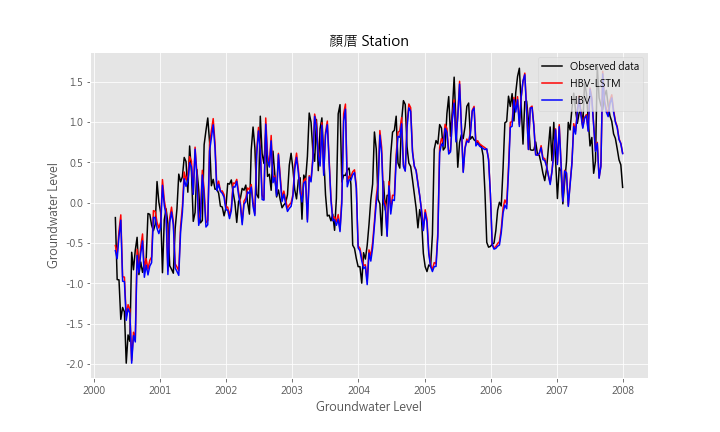 顏厝 Station
Observed data
HBV-LSTM
HBV
Groundwater Level
1.5
1.0
0.5
0.0
-0.5
-1.0
-1.5
-2.0
2000
2001
2002
2003
2004
2005
2006
2007
2008
Groundwater Level